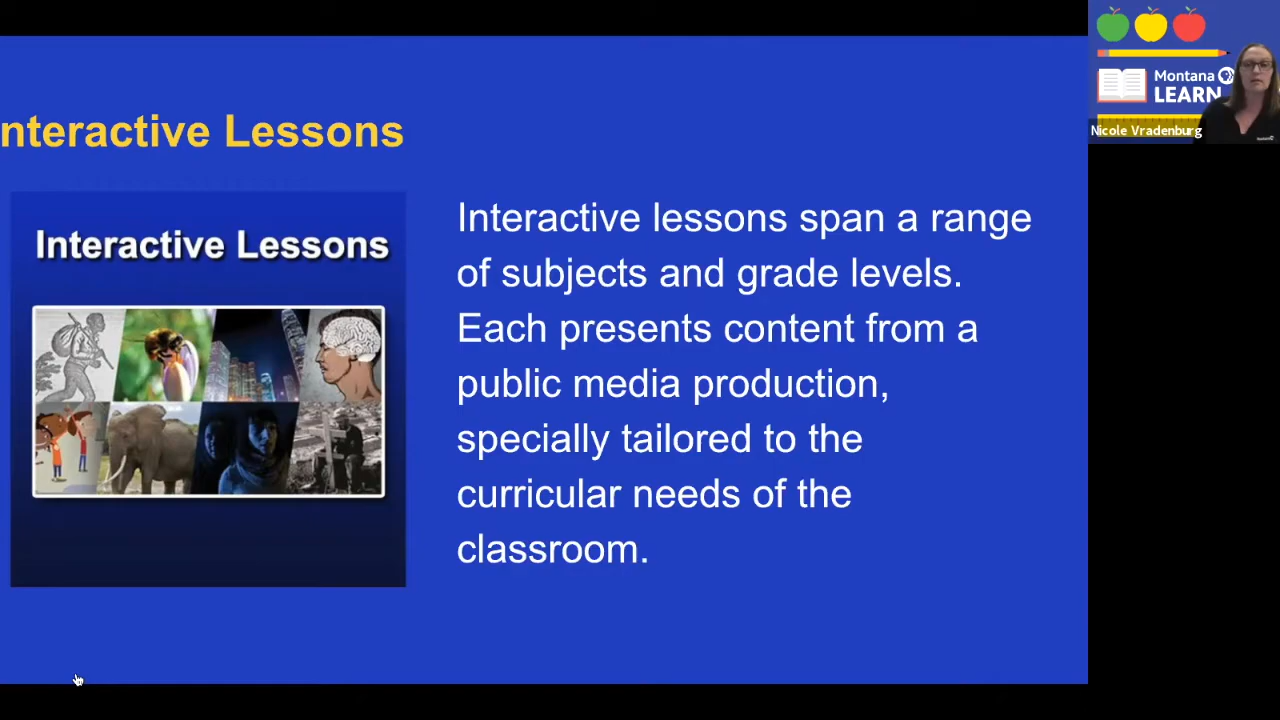 nteractive Lessons
Interactive Lessons
Interactive lessons span a range
of subjects and grade levels.
Each presents content from a
public media production,
specially tailored to the
curricular needs of the
classroom.
Montana PBS
LEARN
Nicole Vradenburg